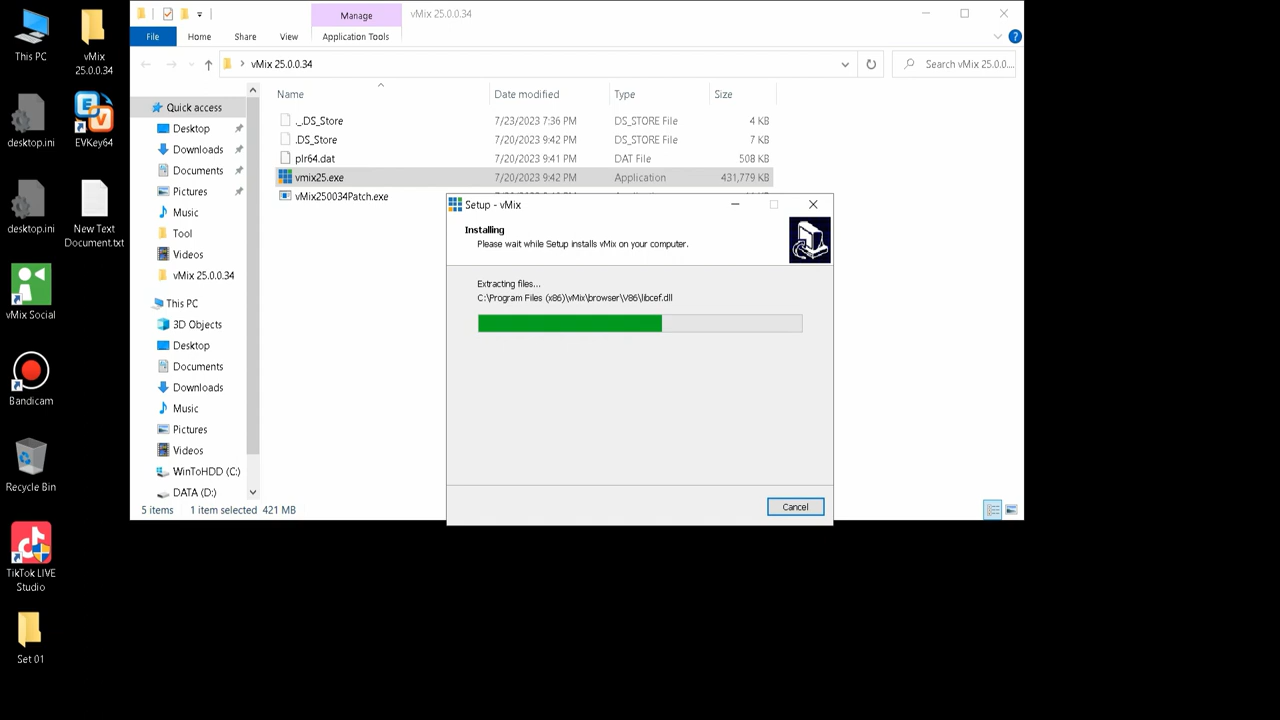 This PC
vMix
25.0.0.34
desktop.ini
EVKey64
desktop.ini
New Text
Document.txt
vMix Social
Bandicam
Recycle Bin
TikTok LIVE
Studio
Set 01
Manage
vMix 25.0.0.34
File
Home
Share
View
Application Tools
vMix 25.0.0.34
Search vMix 25.0.0....
Quick access
Desktop
Downloads
Documents
Pictures
Music
Tool
Videos
vMix 25.0.0.34
This PC
3D Objects
Desktop
Documents
Downloads
Music
Pictures
Videos
WinToHDD (C:)
DATA (D:)
Name Date modified Type Size
._.DS_Store 7/23/2023 7:36 PM DS_STORE File 4 KB
.DS_Store 7/20/2023 9:42 PM DS_STORE File 7 KB
plr64.dat 7/20/2023 9:41 PM DAT File 508 KB
vmix25.exe 7/20/2023 9:42 PM Application 431,779 KB
vMix250034Patch.exe
Setup - vMix
Installing
Please wait while Setup installs vMix on your computer.
Extracting files...
C:\Program Files (x86)\vMix\browser\V86\libcef.dll
Cancel
5 items 1 item selected 421 MB